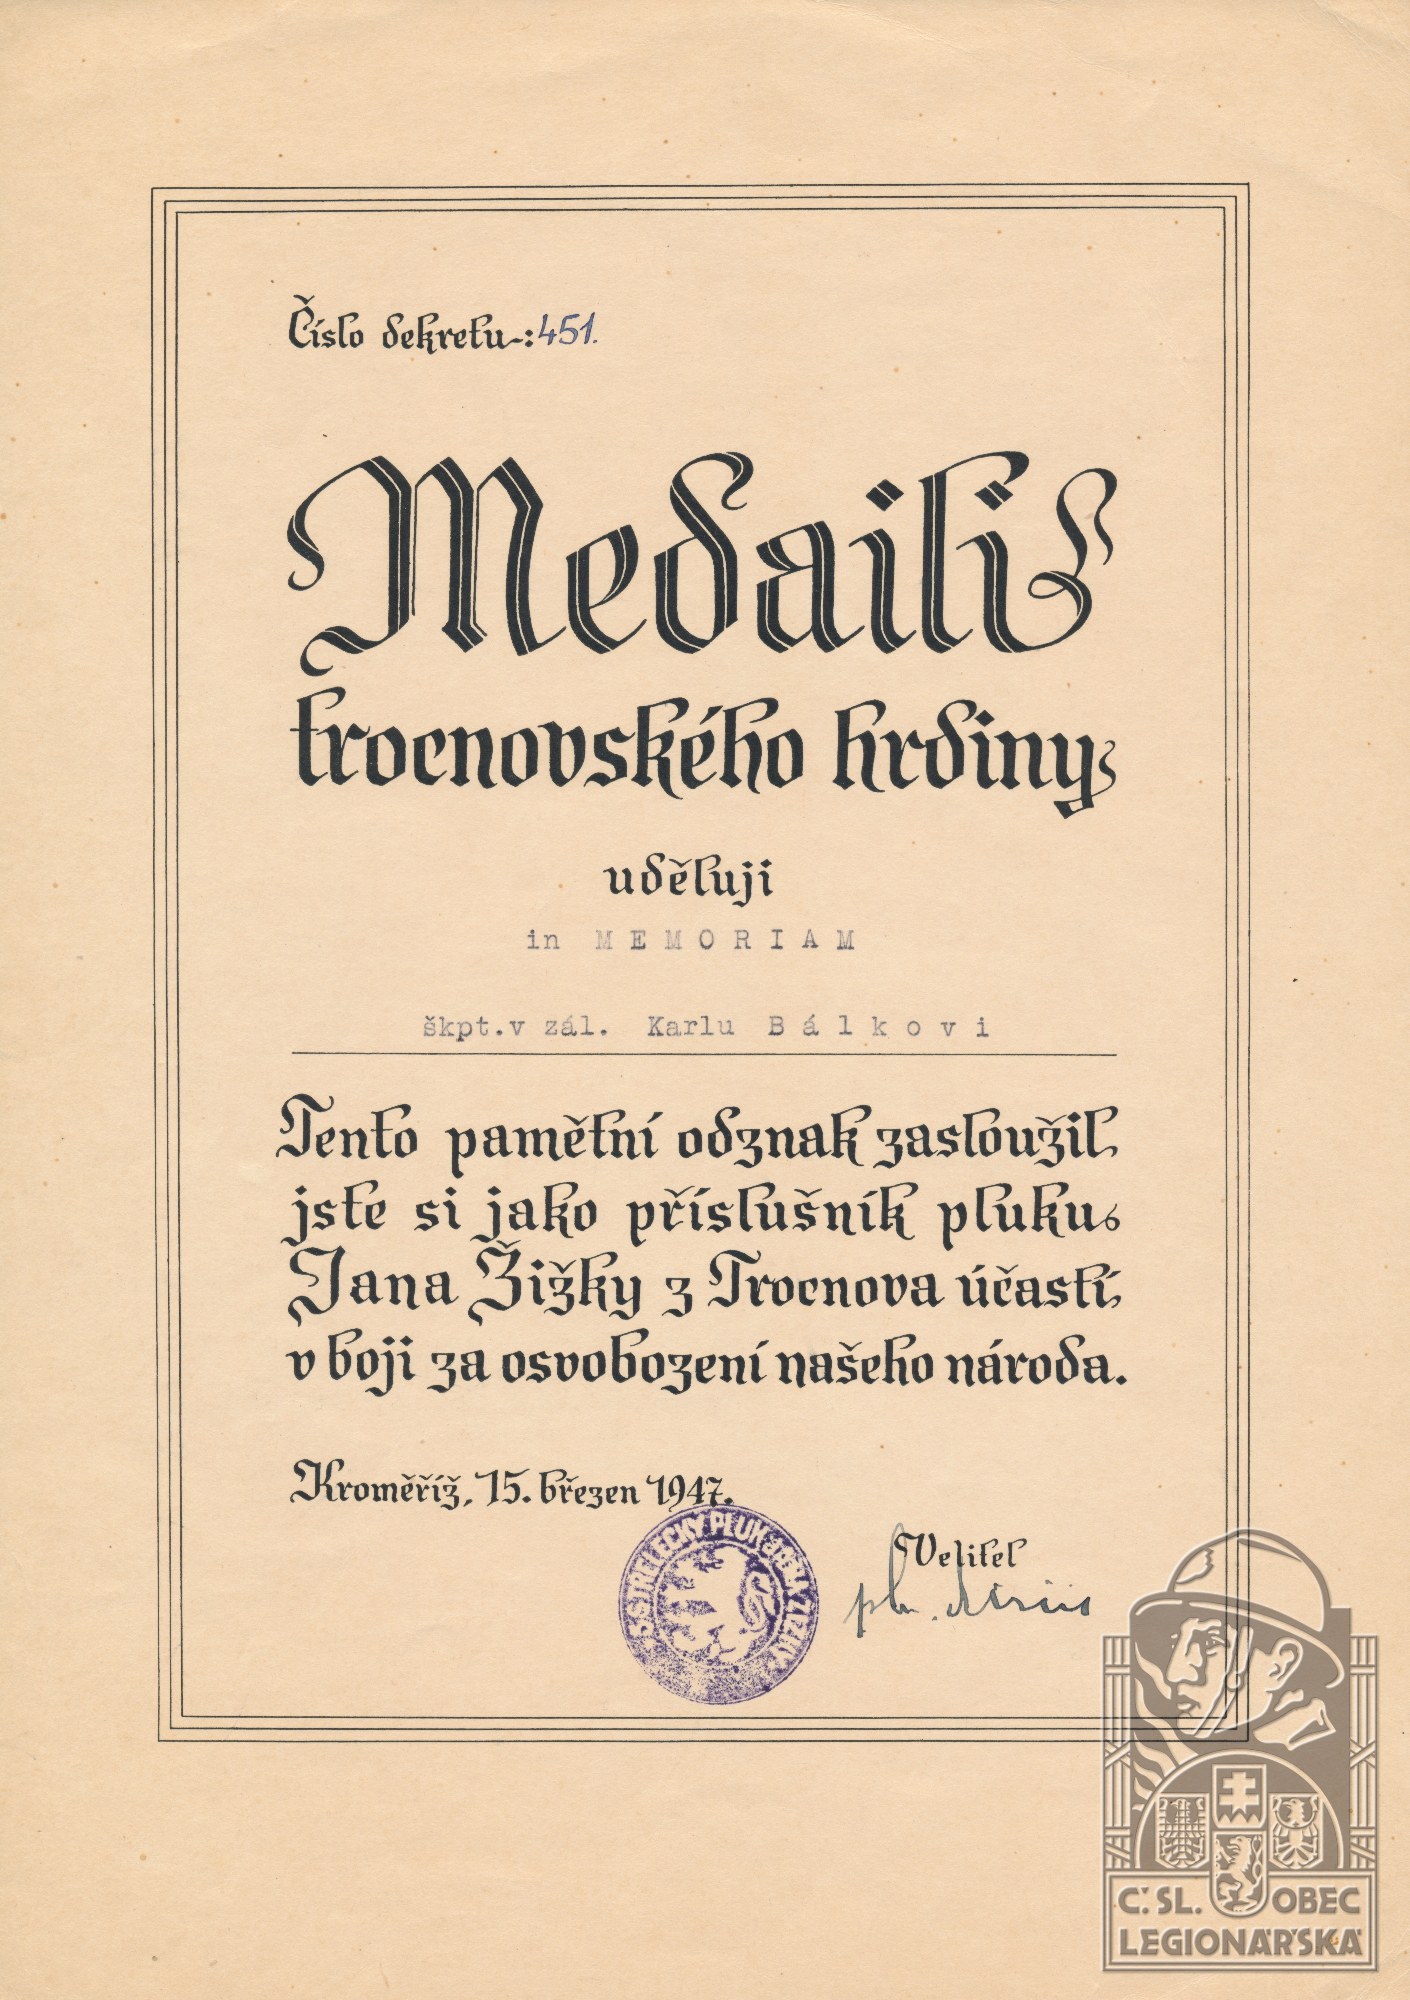 Číslo dekretu-: 451.
Medaili
trocnovského hrdiny
uděluji
in MEMORIAM
škpt.v zál. Karlu Bálkovi
Tento pamětní odznak zasloužil
jste si jako příslušník pluku
Jana Žižky z Trocnova účastí
v boji za osvobození našeho národa.
Kroměříž, 15. březen 1947.
STŘELECKÝ PLUK
Velitel
Č.SL. OBEC
LEGIONÁŘSKÁ